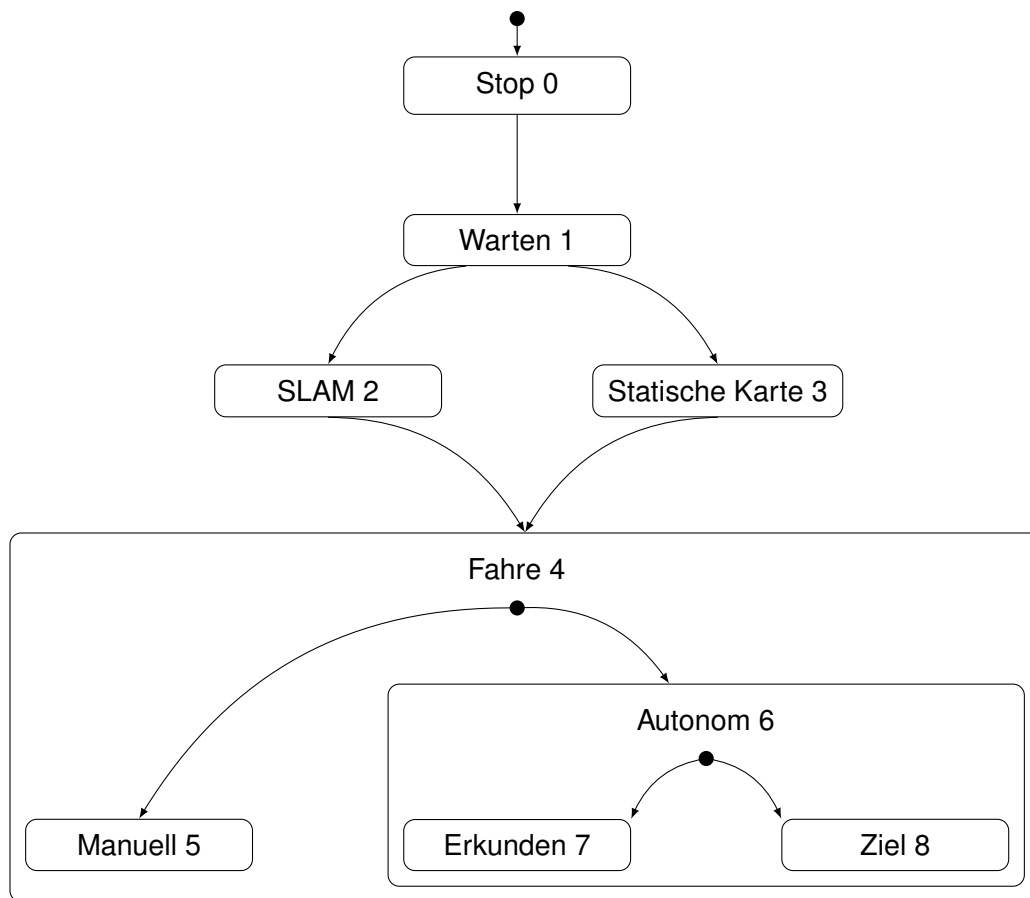 Stop 0
Warten 1
SLAM 2
Statische Karte 3
Fahre 4
Autonom 6
Manuell 5
Erkunden 7
Ziel 8